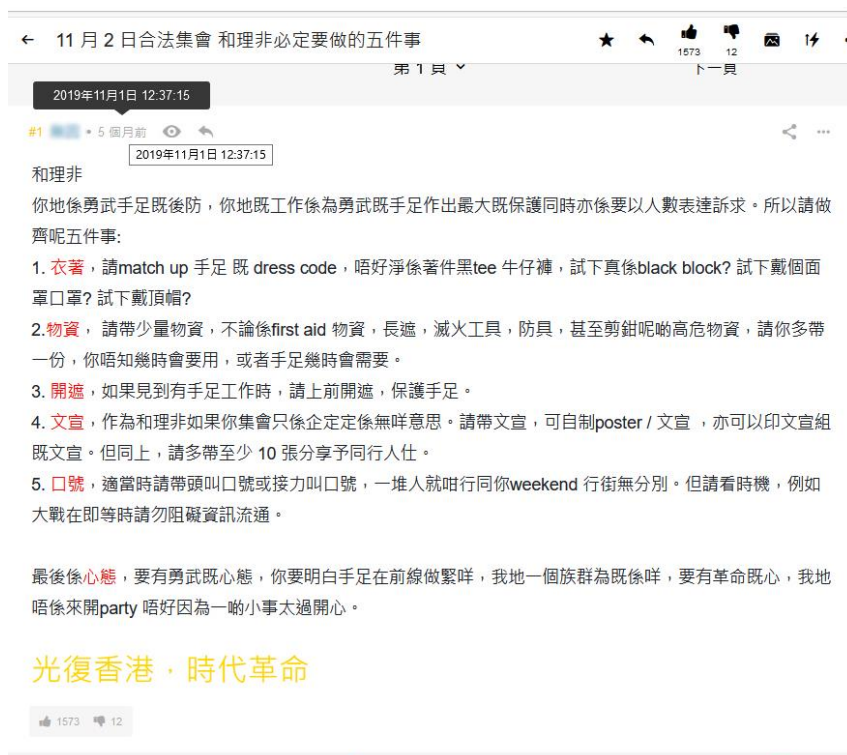 ← 11 月 2 日合法集會 和理非必定要做的五件事
1573 12
第 1 頁
下一頁
2019年11月1日 12:37:15
#1 • 5 個月前
2019年11月1日 12:37:15
和理非
你地係勇武手足既後防，你地既工作係為勇武既手足作出最大既保護同時亦係要以人數表達訴求。所以請做
齊呢五件事:
1. 衣著，請match up 手足 既 dress code，唔好淨係著件黑tee 牛仔褲，試下真係black block? 試下戴個面
罩口罩? 試下戴頂帽?
2.物資， 請帶少量物資，不論係first aid 物資，長遮，滅火工具，防具，甚至剪鉗呢啲高危物資，請你多帶
一份，你唔知幾時會要用，或者手足幾時會需要。
3. 開遮，如果見到有手足工作時，請上前開遮，保護手足。
4. 文宣，作為和理非如果你集會只係企定定係無咩意思。請帶文宣，可自制poster / 文宣 ，亦可以印文宣組
既文宣。但同上，請多帶至少 10 張分享予同行人仕。
5. 口號，適當時請帶頭叫口號或接力叫口號，一堆人就咁行同你weekend 行街無分別。但請看時機，例如
大戰在即等時請勿阻礙資訊流通。
最後係心態，要有勇武既心態，你要明白手足在前線做緊咩，我地一個族群為既係咩，要有革命既心，我地
唔係來開party 唔好因為一啲小事太過開心。
光復香港，時代革命
1573 12